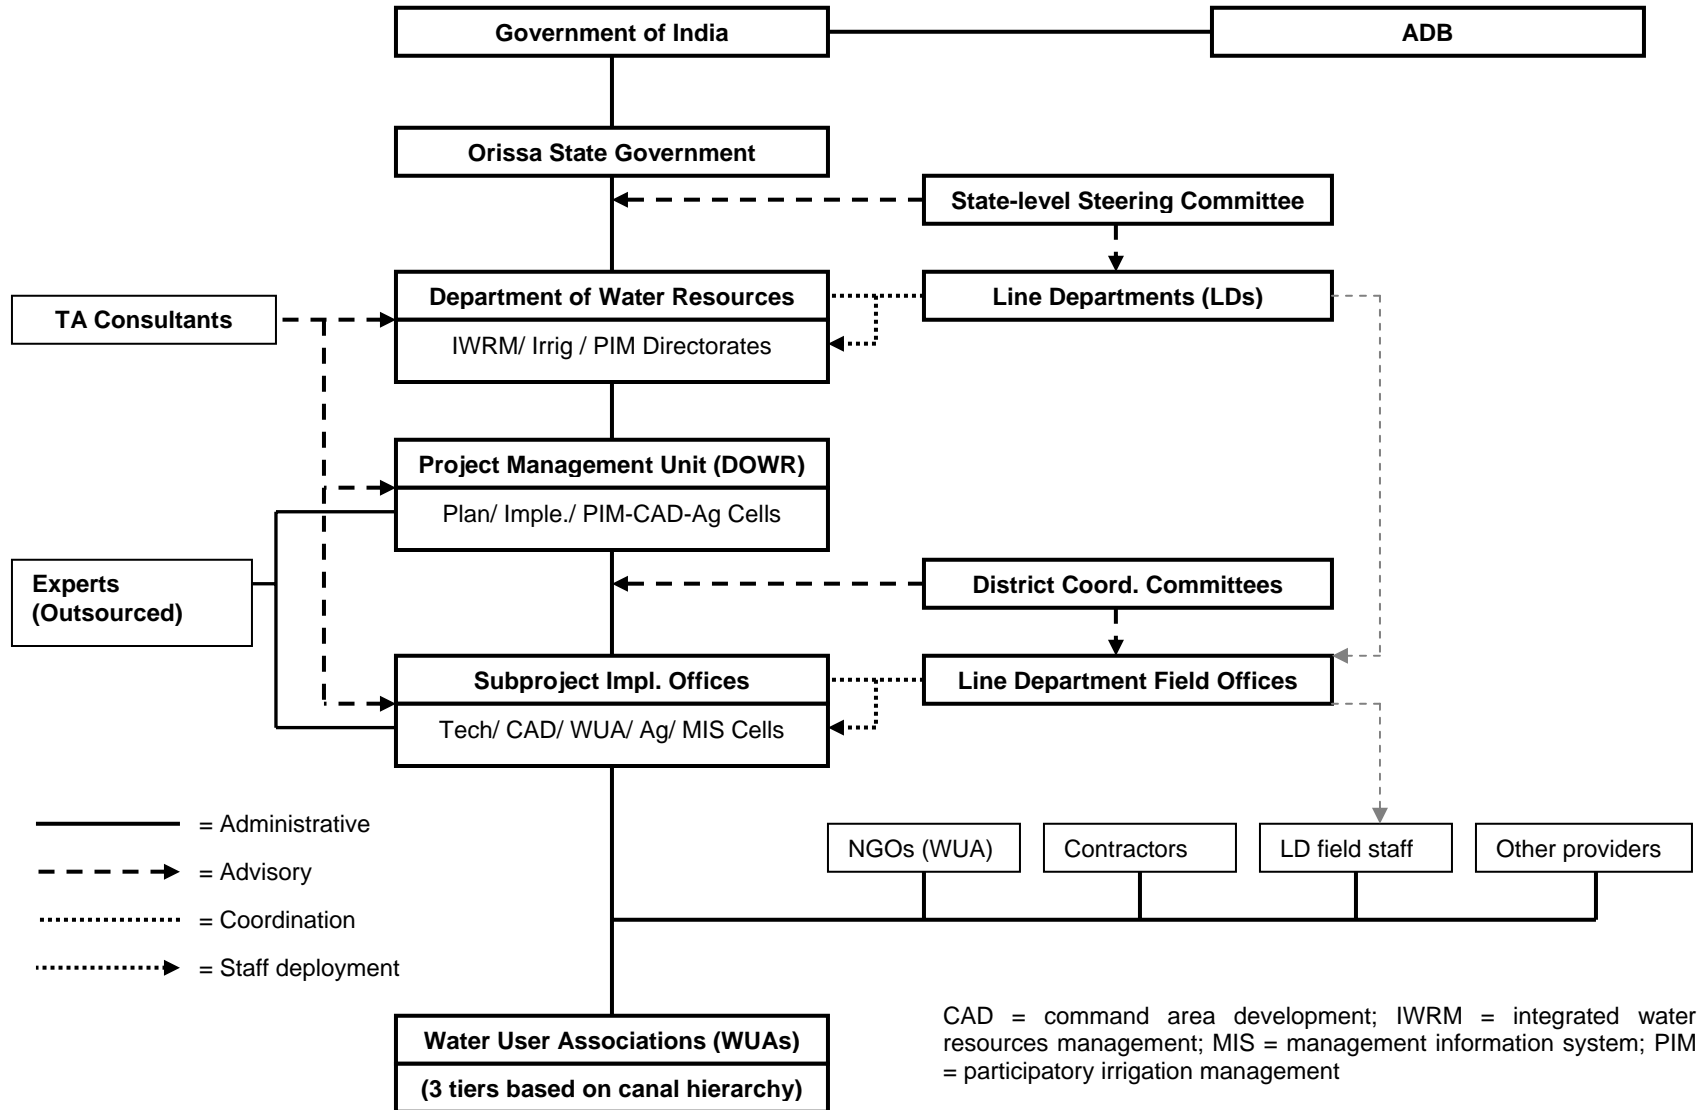 Government of India
ADB
Orissa State Government
State-level Steering Committee
Department of Water Resources
Line Departments (LDs)
TA Consultants
IWRM/ Irrig / PIM Directorates
Project Management Unit (DOWR)
Plan/ Imple./ PIM-CAD-Ag Cells
Experts
(Outsourced)
District Coord. Committees
Subproject Impl. Offices
Line Department Field Offices
Tech/ CAD/ WUA/ Ag/ MIS Cells
= Administrative
= Advisory
= Coordination
= Staff deployment
NGOs (WUA)
Contractors
LD field staff
Other providers
Water User Associations (WUAs)
(3 tiers based on canal hierarchy)
CAD = command area development; IWRM = integrated water
resources management; MIS = management information system; PIM
= participatory irrigation management